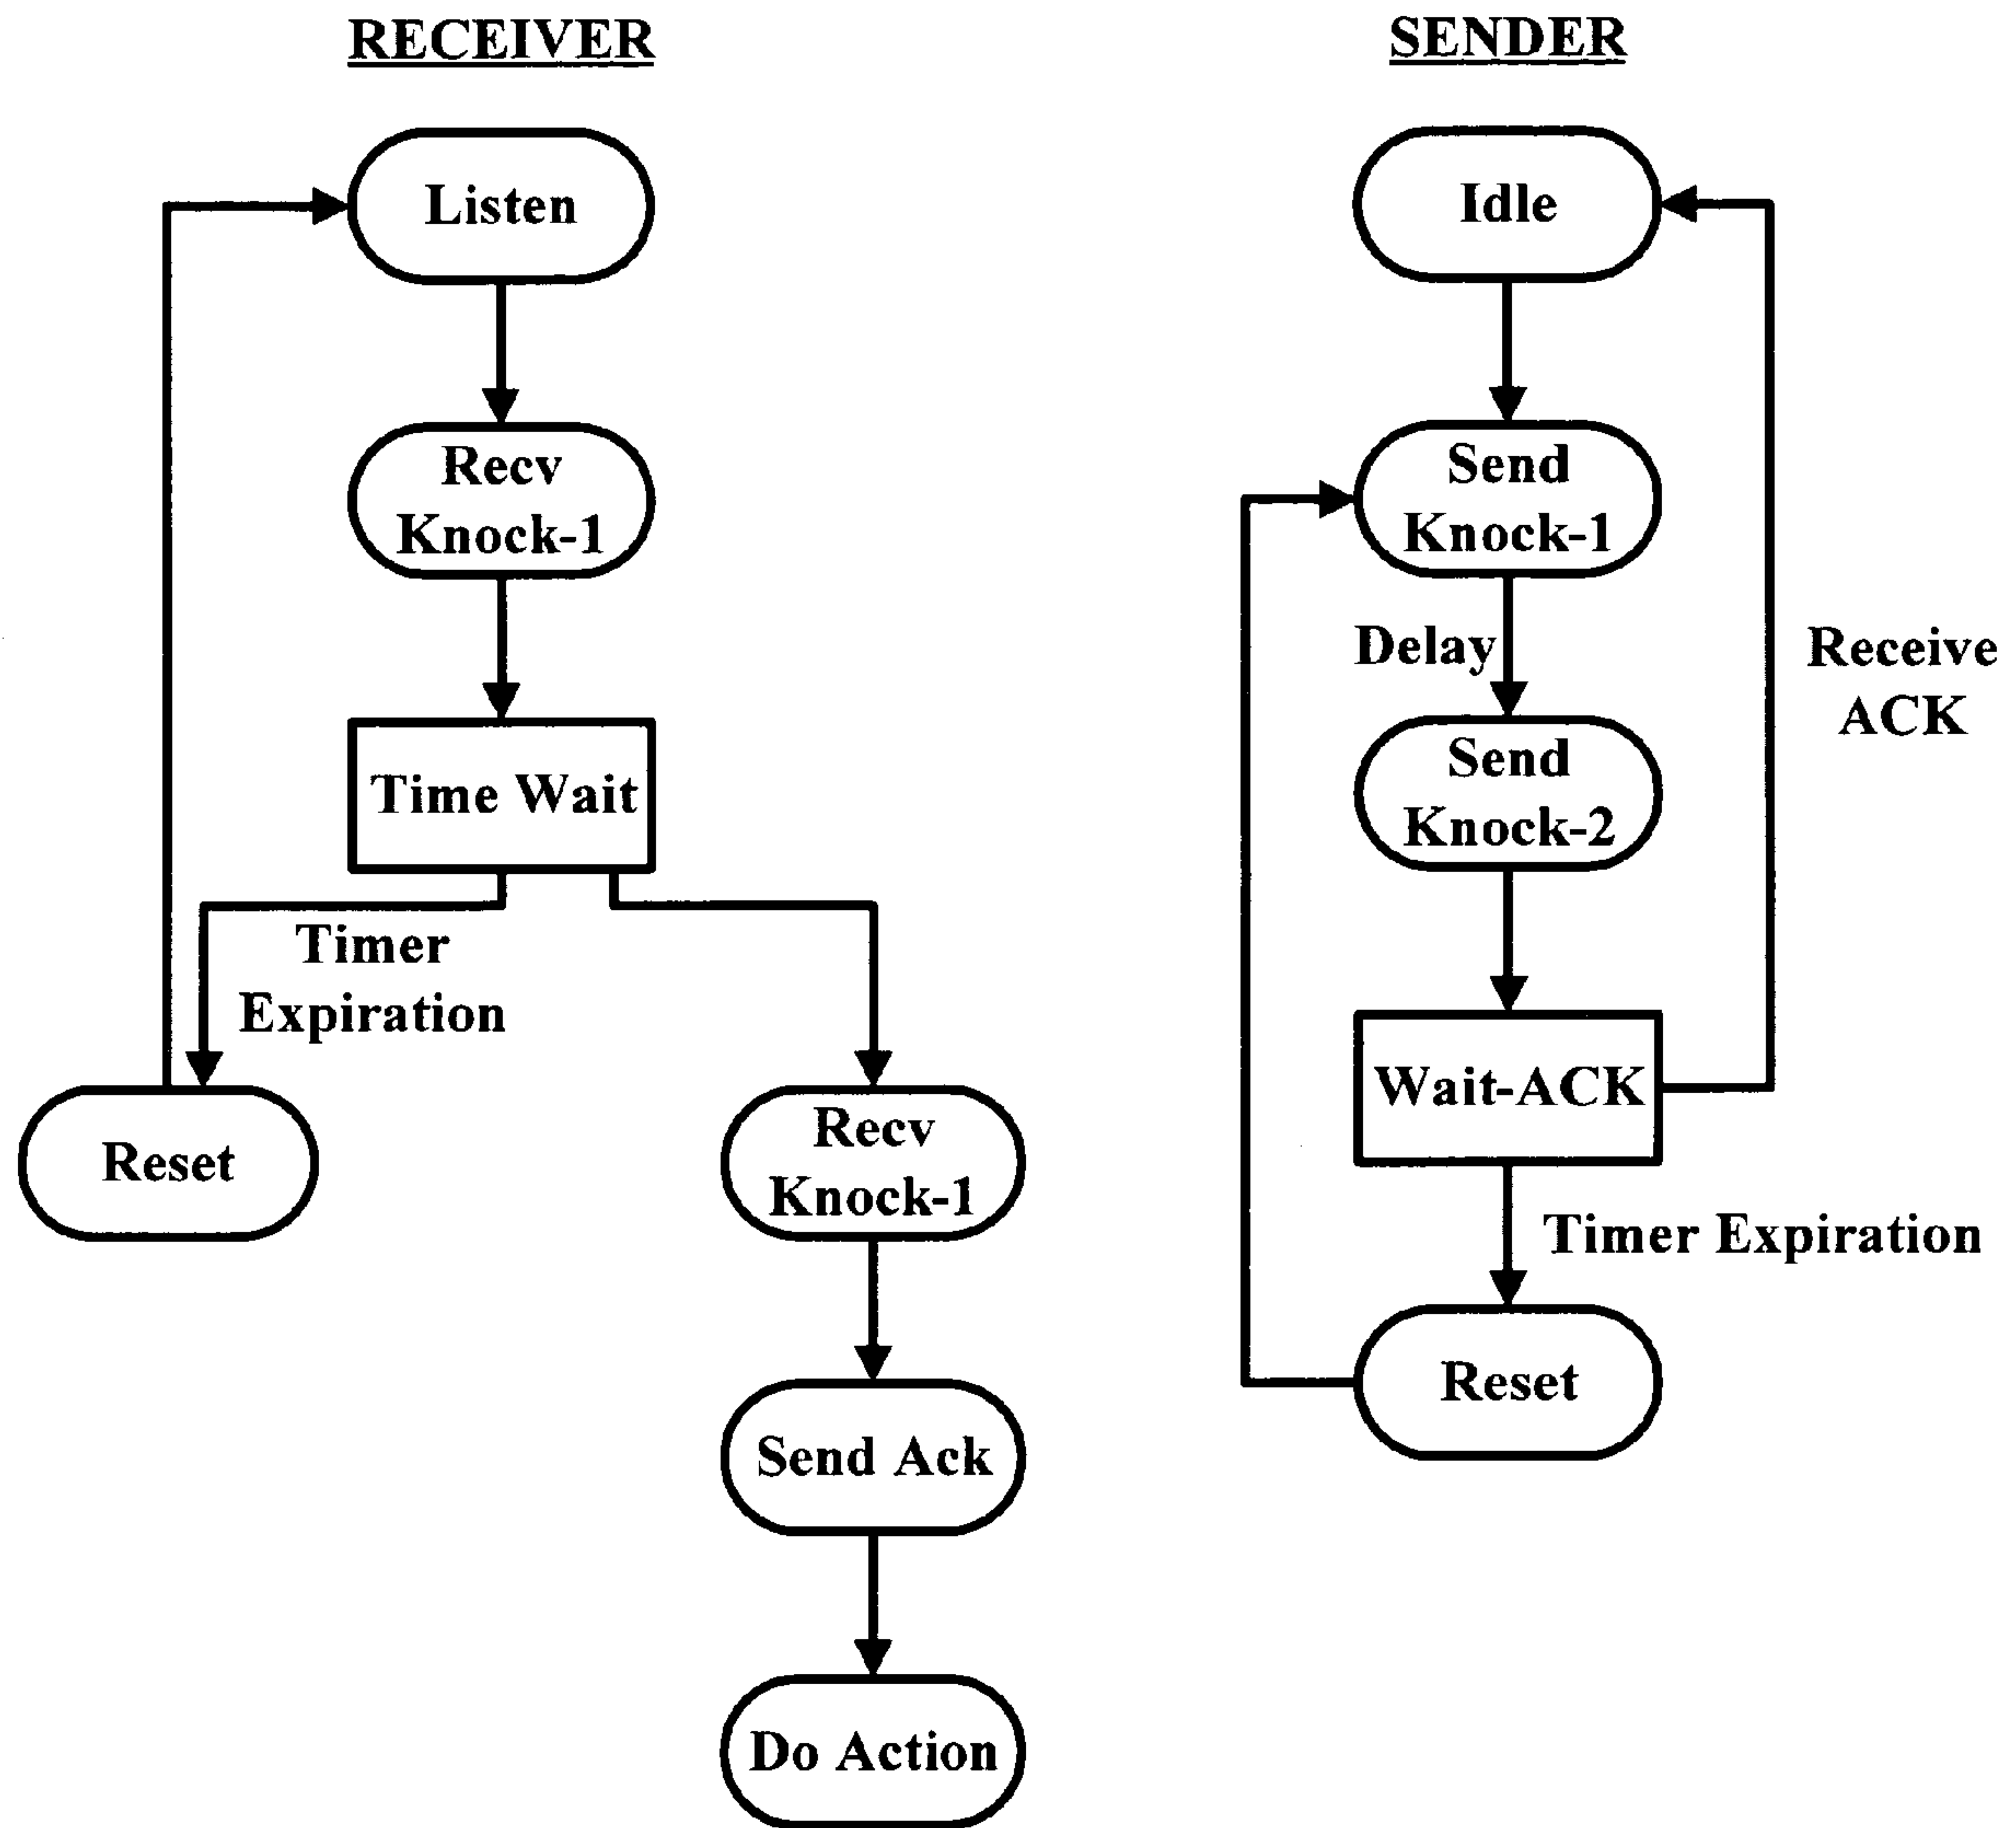 RECEIVER
Listen
Recv
Knock-1
Time Wait
Timer
Expiration
Reset
Recv
Knock-1
Send Ack
Do Action
SENDER
Idle
Send
Knock-1
Delay
Receive
ACK
Send
Knock-2
Wait-ACK
Timer Expiration
Reset